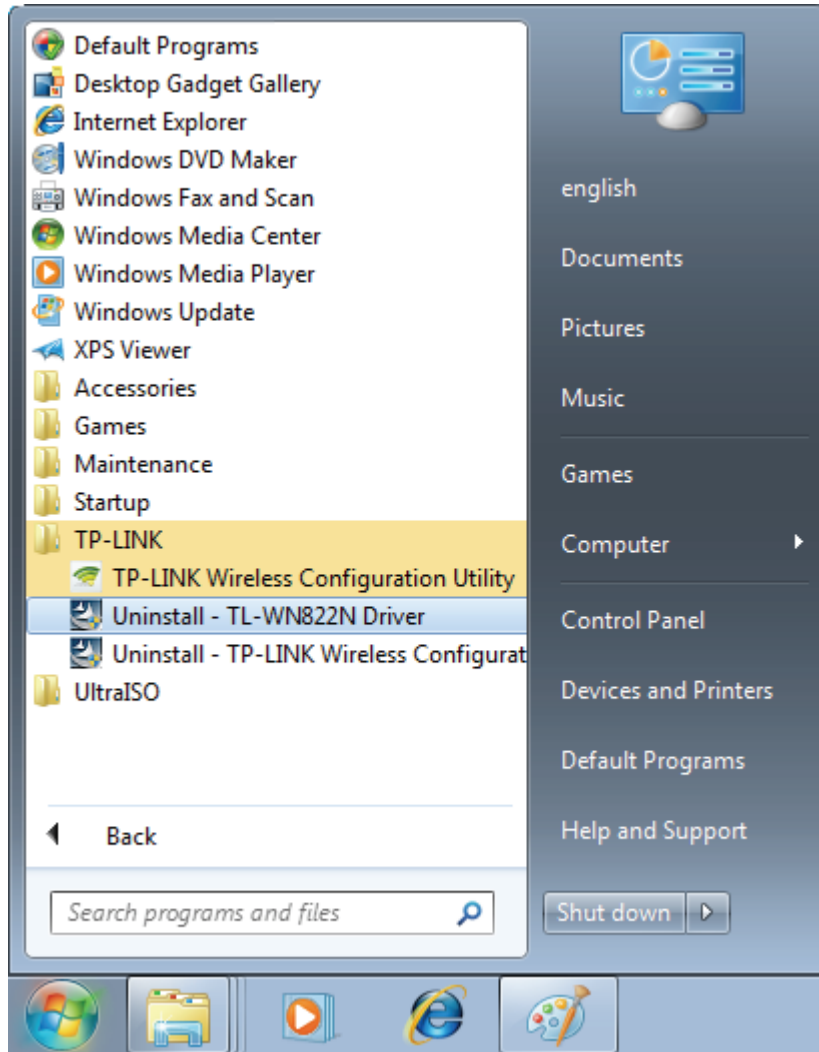 Default Programs
Desktop Gadget Gallery
Internet Explorer
Windows DVD Maker
Windows Fax and Scan
Windows Media Center
Windows Media Player
Windows Update
XPS Viewer
Accessories
Games
Maintenance
Startup
TP-LINK
TP-LINK Wireless Configuration Utility
Uninstall - TL-WN822N Driver
Uninstall - TP-LINK Wireless Configurat
UltraISO
Back
Search programs and files
english
Documents
Pictures
Music
Games
Computer
Control Panel
Devices and Printers
Default Programs
Help and Support
Shut down